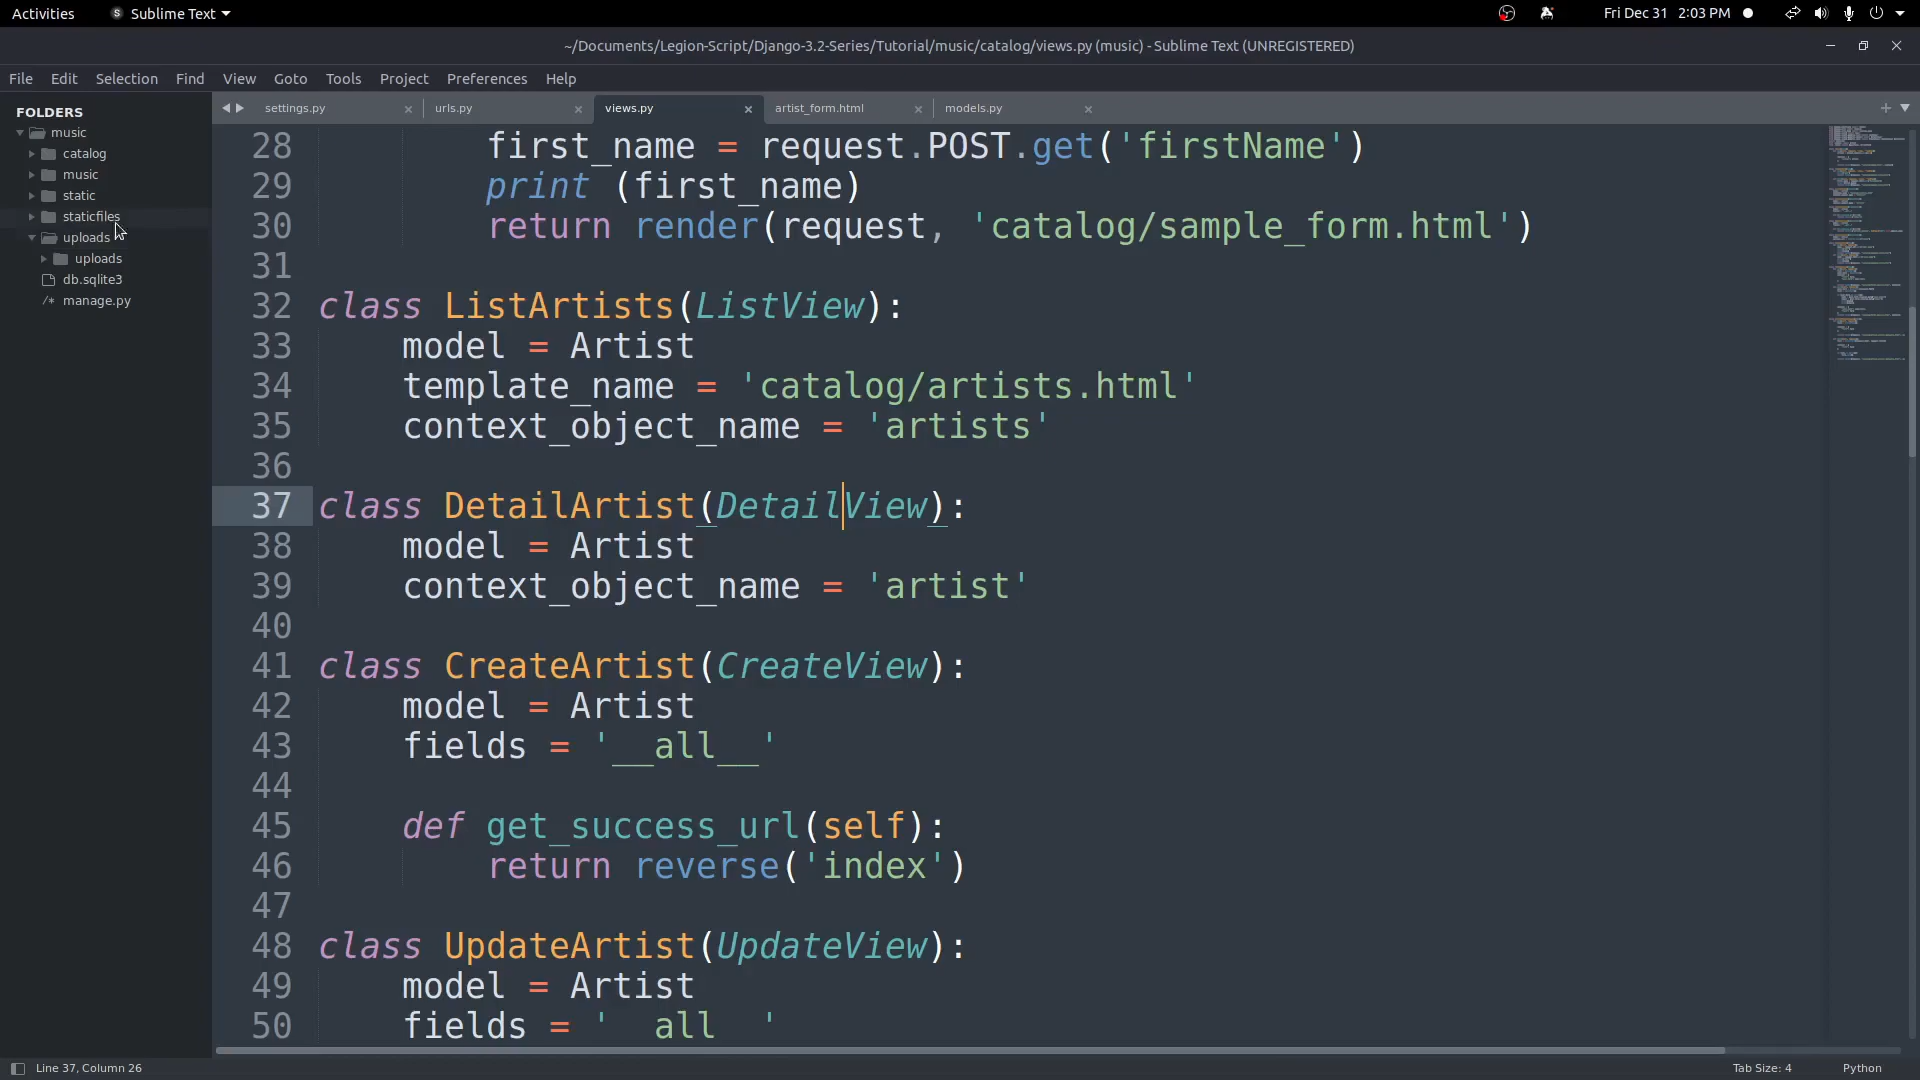 Activities Sublime Text Fri Dec 31 2:03 PM
~/Documents/Legion-Script/Django-3.2-Series/Tutorial/music/catalog/views.py (music) - Sublime Text (UNREGISTERED)
File Edit Selection Find View Goto Tools Project Preferences Help
FOLDERS
music
catalog
music
static
staticfiles
uploads
uploads
db.sqlite3
/* manage.py
settings.py urls.py views.py artist_form.html models.py
28 first_name = request.POST.get('firstName')
29 print (first_name)
30 return render(request, 'catalog/sample_form.html')
31
32 class ListArtists(ListView):
33 model = Artist
34 template_name = 'catalog/artists.html'
35 context_object_name = 'artists'
36
37 class DetailArtist(DetailView):
38 model = Artist
39 context_object_name = 'artist'
40
41 class CreateArtist(CreateView):
42 model = Artist
43 fields = '__all__'
44
45 def get_success_url(self):
46 return reverse('index')
47
48 class UpdateArtist(UpdateView):
49 model = Artist
50 fields = '  all  '
Line 37, Column 26 Tab Size: 4 Python